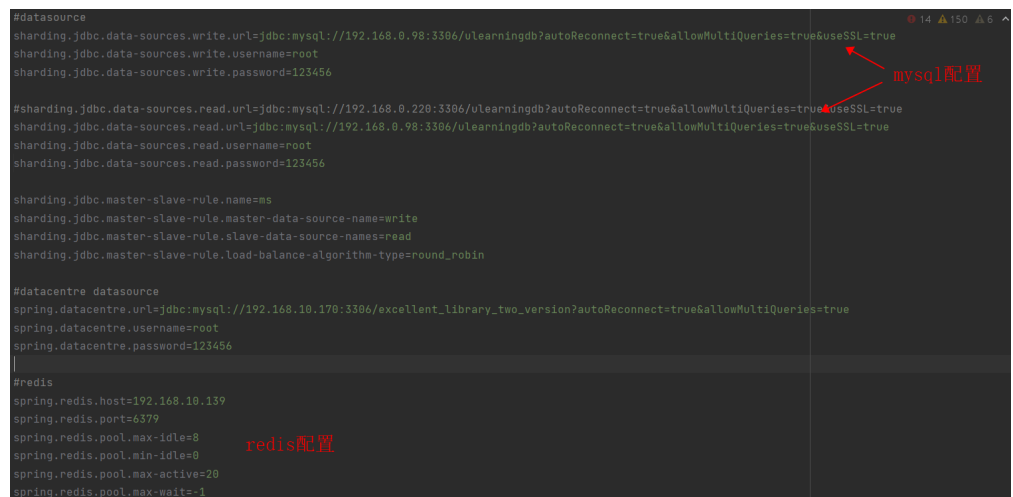 #datasource
14 150 6
sharding.jdbc.data-sources.write.url=jdbc:mysql://192.168.0.98:3306/ulearningdb?autoReconnect=true&allowMultiQueries=true&useSSL=true
sharding.jdbc.data-sources.write.username=root
sharding.jdbc.data-sources.write.password=123456
mysql配置
#sharding.jdbc.data-sources.read.url=jdbc:mysql://192.168.0.220:3306/ulearningdb?autoReconnect=true&allowMultiQueries=true&useSSL=true
sharding.jdbc.data-sources.read.url=jdbc:mysql://192.168.0.98:3306/ulearningdb?autoReconnect=true&allowMultiQueries=true&useSSL=true
sharding.jdbc.data-sources.read.username=root
sharding.jdbc.data-sources.read.password=123456
sharding.jdbc.master-slave-rule.name=ms
sharding.jdbc.master-slave-rule.master-data-source-name=write
sharding.jdbc.master-slave-rule.slave-data-source-names=read
sharding.jdbc.master-slave-rule.load-balance-algorithm-type=round_robin
#datacentre datasource
spring.datacentre.url=jdbc:mysql://192.168.10.170:3306/excellent_library_two_version?autoReconnect=true&allowMultiQueries=true
spring.datacentre.username=root
spring.datacentre.password=123456
#redis
spring.redis.host=192.168.10.139
spring.redis.port=6379
spring.redis.pool.max-idle=8
redis配置
spring.redis.pool.min-idle=0
spring.redis.pool.max-active=20
spring.redis.pool.max-wait=-1